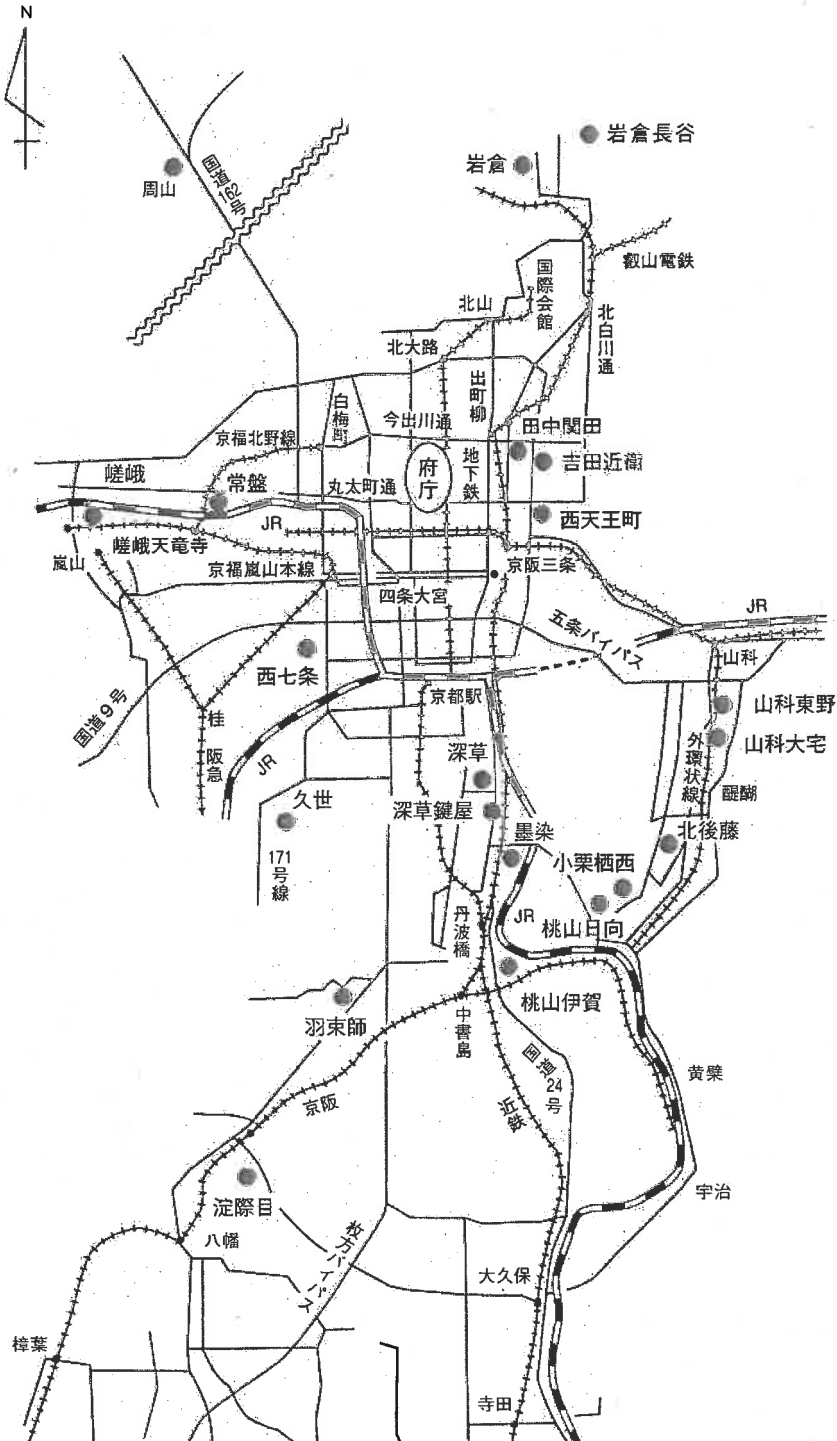 N
岩倉長谷
岩倉
国道162号
周山
叡山電鉄
国際会館
北山
北白川通
北大路
出町柳
白梅町
今出川通
田中関田
京福北野線
地下鉄
吉田近衛
嵯峨
府庁
常盤
丸太町通
西天王町
JR
嵯峨天竜寺
嵐山
京福嵐山本線
京阪三条
四条大宮
JR
五条バイパス
山科
西七条
京都駅
国道9号
桂
山科東野
阪急
JR
外環状線
山科大宅
深草
醍醐
久世
深草鍵屋
墨染
北後藤
171号線
小栗栖西
丹波橋
JR
桃山日向
羽束師
中書島
桃山伊賀
国道24号
黄檗
京阪
近鉄
淀際目
宇治
八幡
枚方バイパス
大久保
樟葉
寺田